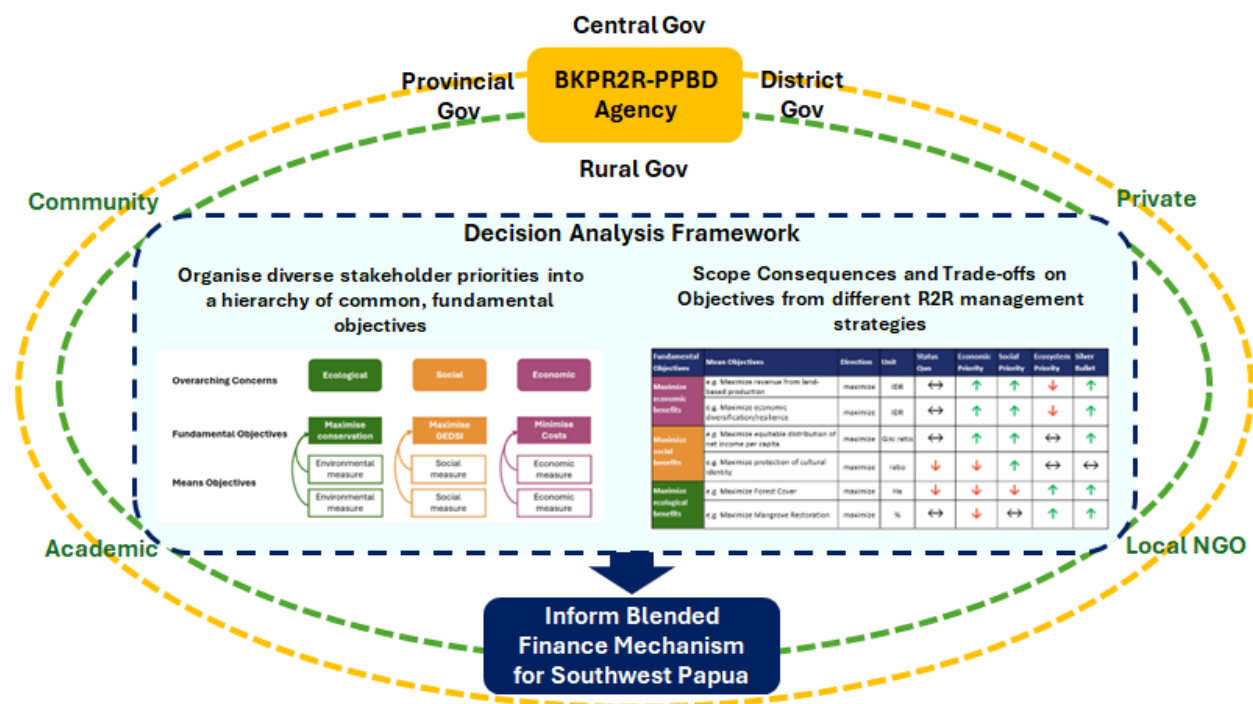 Central Gov
Provincial
Gov
BKPR2R-PPBD
Agency
District
Gov
Rural Gov
Community
Private
Decision Analysis Framework
Organise diverse stakeholder priorities into
a hierarchy of common, fundamental
objectives
Scope Consequences and Trade-offs on
Objectives from different R2R management
strategies
Overarching Concerns
Ecological
Social
Economic
Fundamental Objectives
Maximise
conservation
Maximise
GEDSI
Minimise
Costs
Means Objectives
Environmental
measure
Social
measure
Economic
measure
Environmental
measure
Social
measure
Economic
measure
Fundamental
Objectives
Mean Objectives
Direction
Unit
Status
Quo
Economic
Priority
Social
Priority
Ecosystem
Priority
Silver
Bullet
Maximize
economic
benefits
e.g. Maximize revenue from land-
based production
maximize
IDR
↔ ↑ ↑ ↓ ↑
e.g. Maximize economic
diversification/resilience
maximize
IDR
↔ ↑ ↑ ↓ ↑
Maximize
social
benefits
e.g. Maximize equitable distribution of
net income per capita
maximize
Gini ratio
↔ ↑ ↑ ↔ ↑
e.g. Maximize protection of cultural
identity
maximize
ratio
↓ ↓ ↑ ↔ ↔
Maximize
ecological
benefits
e.g. Maximize Forest Cover
maximize
Ha
↓ ↓ ↓ ↑ ↑
e.g. Maximize Mangrove Restoration
maximize
%
↔ ↓ ↔ ↑ ↑
Academic
Local NGO
Inform Blended
Finance Mechanism
for Southwest Papua